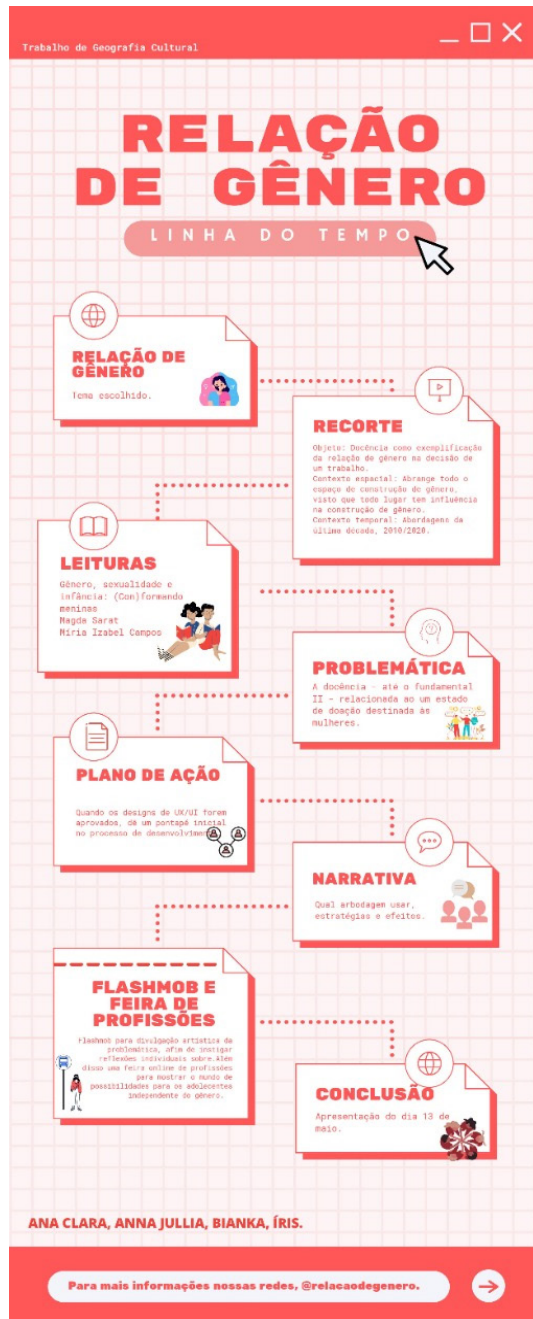 Trabalho de Geografia Cultural
RELAÇÃO
DE GÊNERO
LINHA DO TEMPO
RELAÇÃO DE
GÊNERO
Tema escolhido.
RECORTE
Objeto: Docência como exemplificação
da relação de gênero na decisão de
um trabalho.
Contexto espacial: Abrange todo o
espaço de construção de gênero,
visto que todo lugar tem influência
na construção de gênero.
Contexto temporal: Abordagens da
última década, 2010/2020.
LEITURAS
Gênero, sexualidade e
infância: (Con)formando
meninas
Magda Sarat
Míria Izabel Campos
PROBLEMÁTICA
A docência - até o fundamental
II - relacionada ao um estado
de doação destinada às
mulheres.
PLANO DE AÇÃO
Quando os designs de UX/UI forem
aprovados, dê um pontapé inicial
no processo de desenvolvimento
NARRATIVA
Qual arbodagem usar,
estratégias e efeitos.
FLASHMOB E
FEIRA DE
PROFISSÕES
Flashmos para divulgação artística da
problemática, afim de instigar
reflexões individuais sobre.Além
disso uma feira online de profissões
para mostrar o mundo de
possibilidades para os adolecentes
independente do gênero.
CONCLUSÃO
Apresentação do dia 13 de
maio.
ANA CLARA, ANNA JULLIA, BIANKA, ÍRIS.
Para mais informações nossas redes, @relacaodegenero.